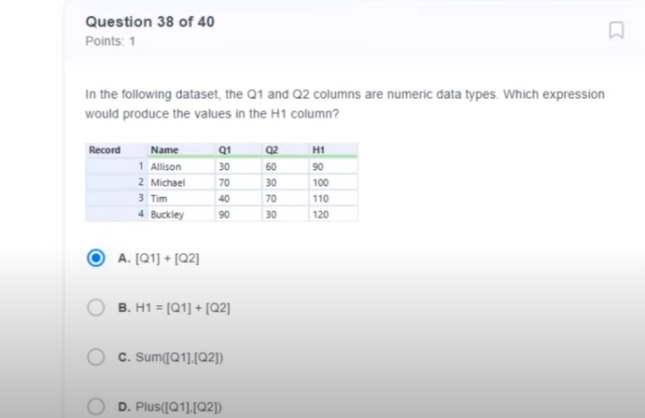 Question 38 of 40
Points: 1
In the following dataset, the Q1 and Q2 columns are numeric data types. Which expression
would produce the values in the H1 column?
Record Name Q1 Q2 H1
1 Allison 30 60 90
2 Michael 70 30 100
3 Tim 40 70 110
4 Buckley 90 30 120
A. [Q1] + [Q2]
B. H1 = [Q1] + [Q2]
C. Sum([Q1],[Q2])
D. Plus([Q1],[Q2])